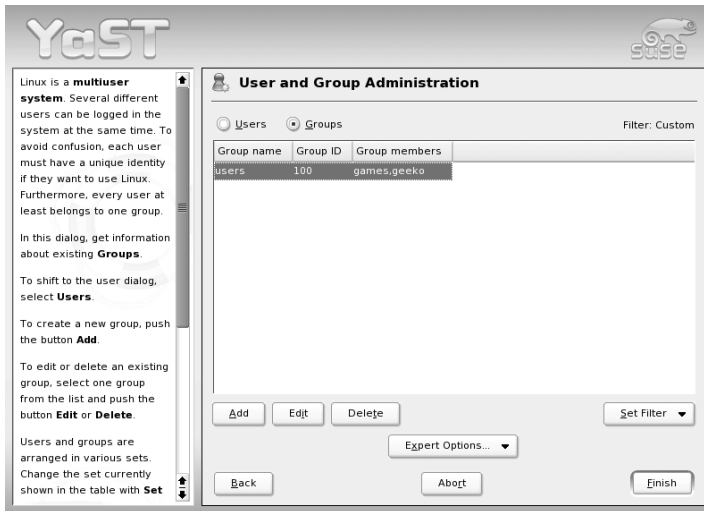 YaST
SUSE
Linux is a multiuser
system. Several different
users can be logged in the
system at the same time. To
avoid confusion, each user
must have a unique identity
if they want to use Linux.
Furthermore, every user at
least belongs to one group.
In this dialog, get information
about existing Groups.
To shift to the user dialog,
select Users.
To create a new group, push
the button Add.
To edit or delete an existing
group, select one group
from the list and push the
button Edit or Delete.
Users and groups are
arranged in various sets.
Change the set currently
shown in the table with Set
User and Group Administration
Users Groups Filter: Custom
Group name Group ID Group members
users 100 games,geeko
Add Edit Delete Set Filter
Expert Options...
Back Abort Finish